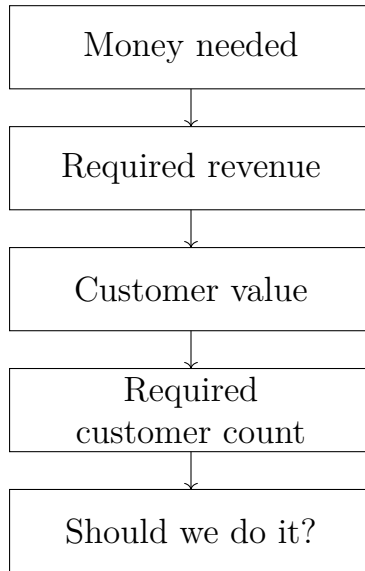 Money needed
Required revenue
Customer value
Required
customer count
Should we do it?